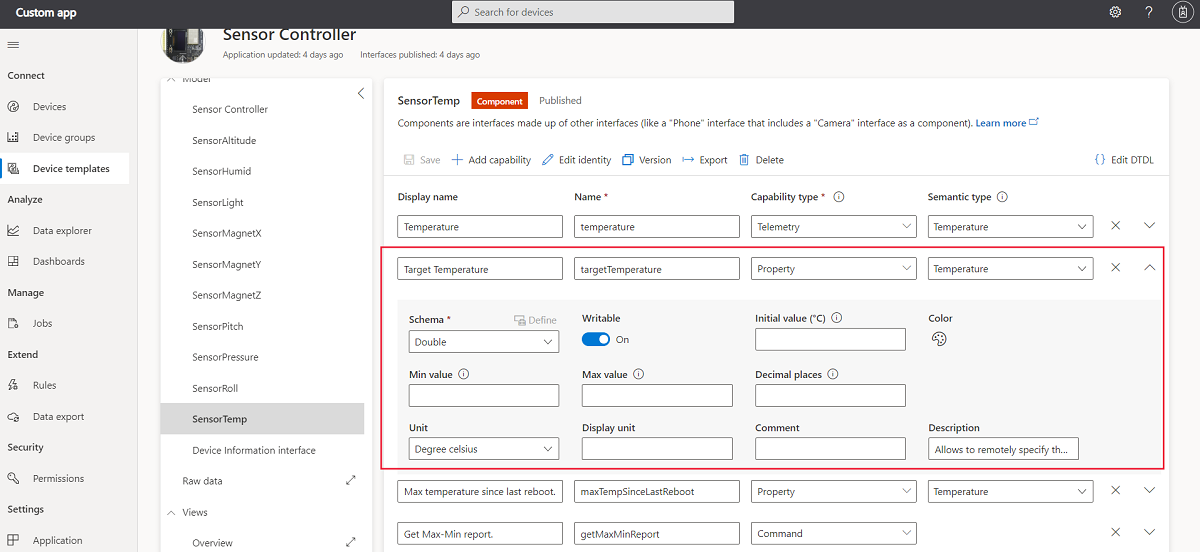 Custom app
Search for devices
?
Sensor Controller
Application updated: 4 days ago Interfaces published: 4 days ago
Connect
Devices
Device groups
Device templates
Analyze
Data explorer
Dashboards
Manage
Jobs
Extend
Rules
Data export
Security
Permissions
Settings
Application
Model
Sensor Controller
SensorAltitude
SensorHumid
SensorLight
SensorMagnetX
SensorMagnetY
SensorMagnetZ
SensorPitch
SensorPressure
SensorRoll
SensorTemp
Device Information interface
Raw data
Views
Overview
SensorTemp Component Published
Components are interfaces made up of other interfaces (like a "Phone" interface that includes a "Camera" interface as a component). Learn more
Save Add capability Edit identity Version Export Delete {} Edit DTDL
Display name Name * Capability type * Semantic type
Temperature temperature Telemetry Temperature
Target Temperature targetTemperature Property Temperature
Schema * Define Writable Initial value (°C) Color
Double On
Min value Max value Decimal places
Unit Display unit Comment Description
Degree celsius Allows to remotely specify th...
Max temperature since last reboot. maxTempSinceLastReboot Property Temperature
Get Max-Min report. getMaxMinReport Command